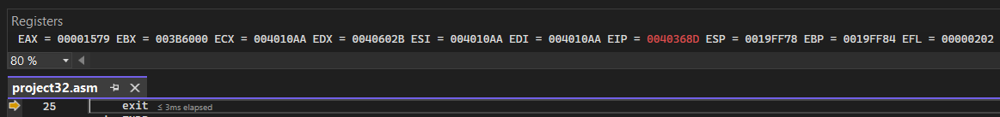 Registers
EAX = 00001579 EBX = 003B6000 ECX = 004010AA EDX = 0040602B ESI = 004010AA EDI = 004010AA EIP = 0040368D ESP = 0019FF78 EBP = 0019FF84 EFL = 00000202
80 %
project32.asm
25 exit ≤ 3ms elapsed